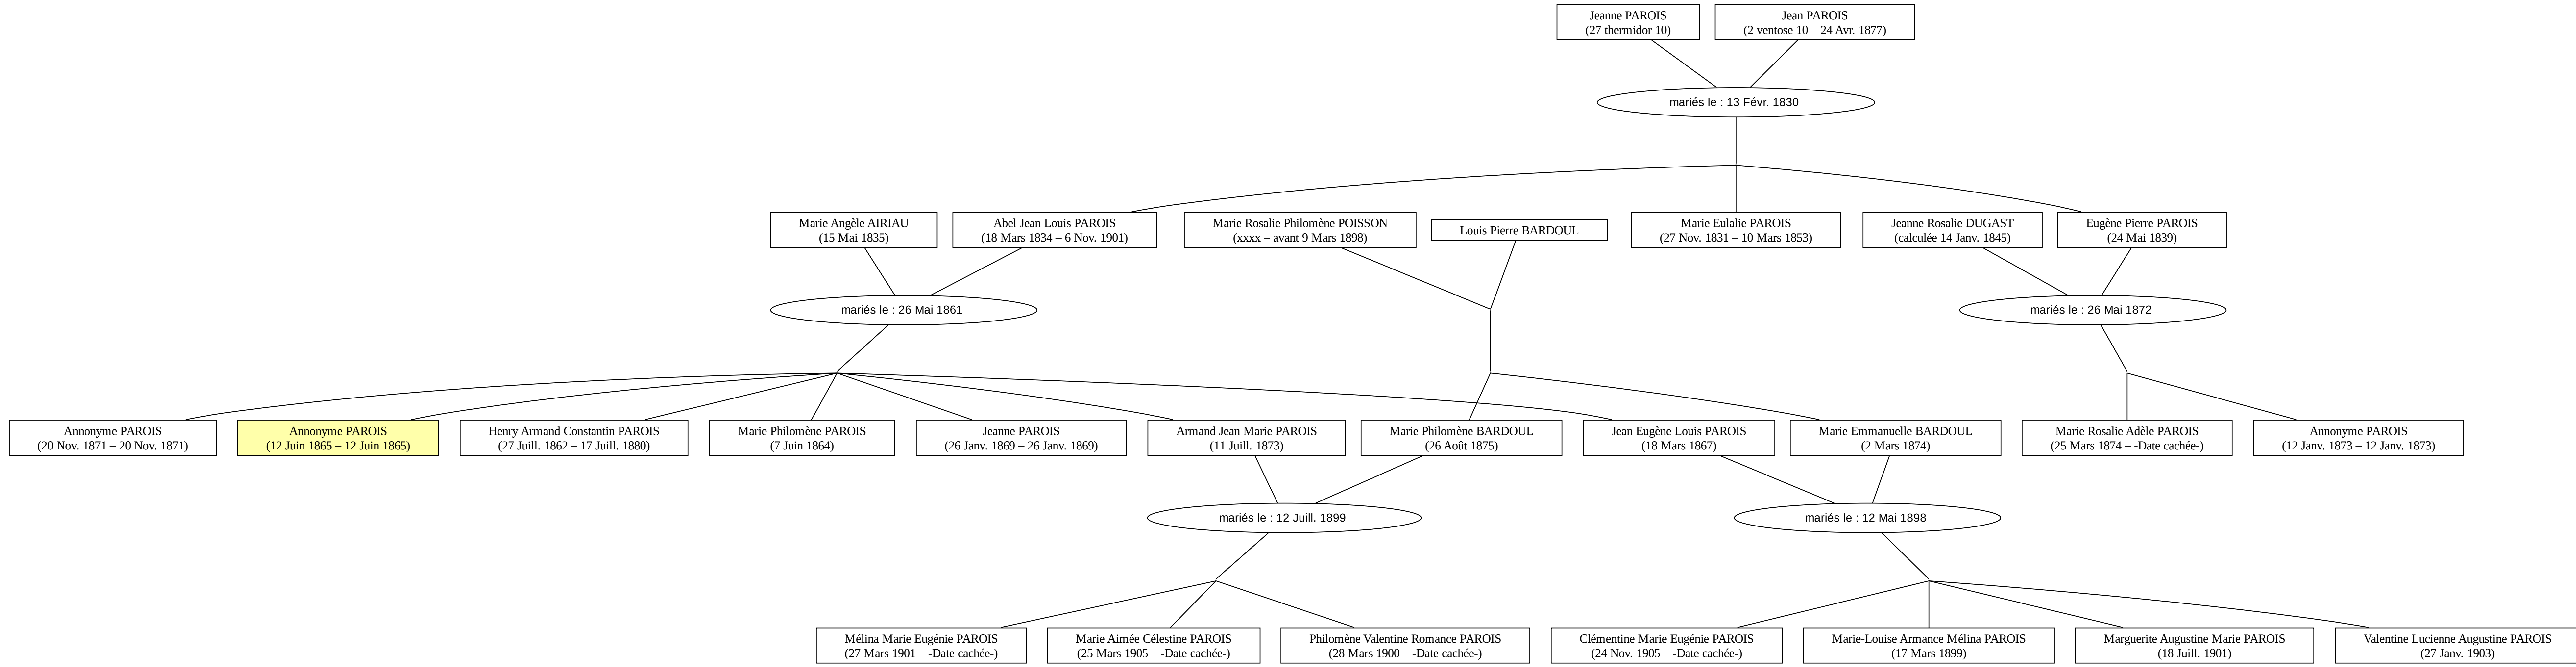 Jeanne PAROIS
(27 thermidor 10)
Jean PAROIS
(2 ventose 10 – 24 Avr. 1877)
mariés le : 13 Févr. 1830
Marie Angèle AIRIAU
(15 Mai 1835)
Abel Jean Louis PAROIS
(18 Mars 1834 – 6 Nov. 1901)
Marie Rosalie Philomène POISSON
(xxxx – avant 9 Mars 1898)
Louis Pierre BARDOUL
Marie Eulalie PAROIS
(27 Nov. 1831 – 10 Mars 1853)
Jeanne Rosalie DUGAST
(calculée 14 Janv. 1845)
Eugène Pierre PAROIS
(24 Mai 1839)
mariés le : 26 Mai 1861
mariés le : 26 Mai 1872
Annonyme PAROIS
(20 Nov. 1871 – 20 Nov. 1871)
Annonyme PAROIS
(12 Juin 1865 – 12 Juin 1865)
Henry Armand Constantin PAROIS
(27 Juill. 1862 – 17 Juill. 1880)
Marie Philomène PAROIS
(7 Juin 1864)
Jeanne PAROIS
(26 Janv. 1869 – 26 Janv. 1869)
Armand Jean Marie PAROIS
(11 Juill. 1873)
Marie Philomène BARDOUL
(26 Août 1875)
Jean Eugène Louis PAROIS
(18 Mars 1867)
Marie Emmanuelle BARDOUL
(2 Mars 1874)
Marie Rosalie Adèle PAROIS
(25 Mars 1874 – -Date cachée-)
Annonyme PAROIS
(12 Janv. 1873 – 12 Janv. 1873)
mariés le : 12 Juill. 1899
mariés le : 12 Mai 1898
Mélina Marie Eugénie PAROIS
(27 Mars 1901 – -Date cachée-)
Marie Aimée Célestine PAROIS
(25 Mars 1905 – -Date cachée-)
Philomène Valentine Romance PAROIS
(28 Mars 1900 – -Date cachée-)
Clémentine Marie Eugénie PAROIS
(24 Nov. 1905 – -Date cachée-)
Marie-Louise Armance Mélina PAROIS
(17 Mars 1899)
Marguerite Augustine Marie PAROIS
(18 Juill. 1901)
Valentine Lucienne Augustine PAROIS
(27 Janv. 1903)